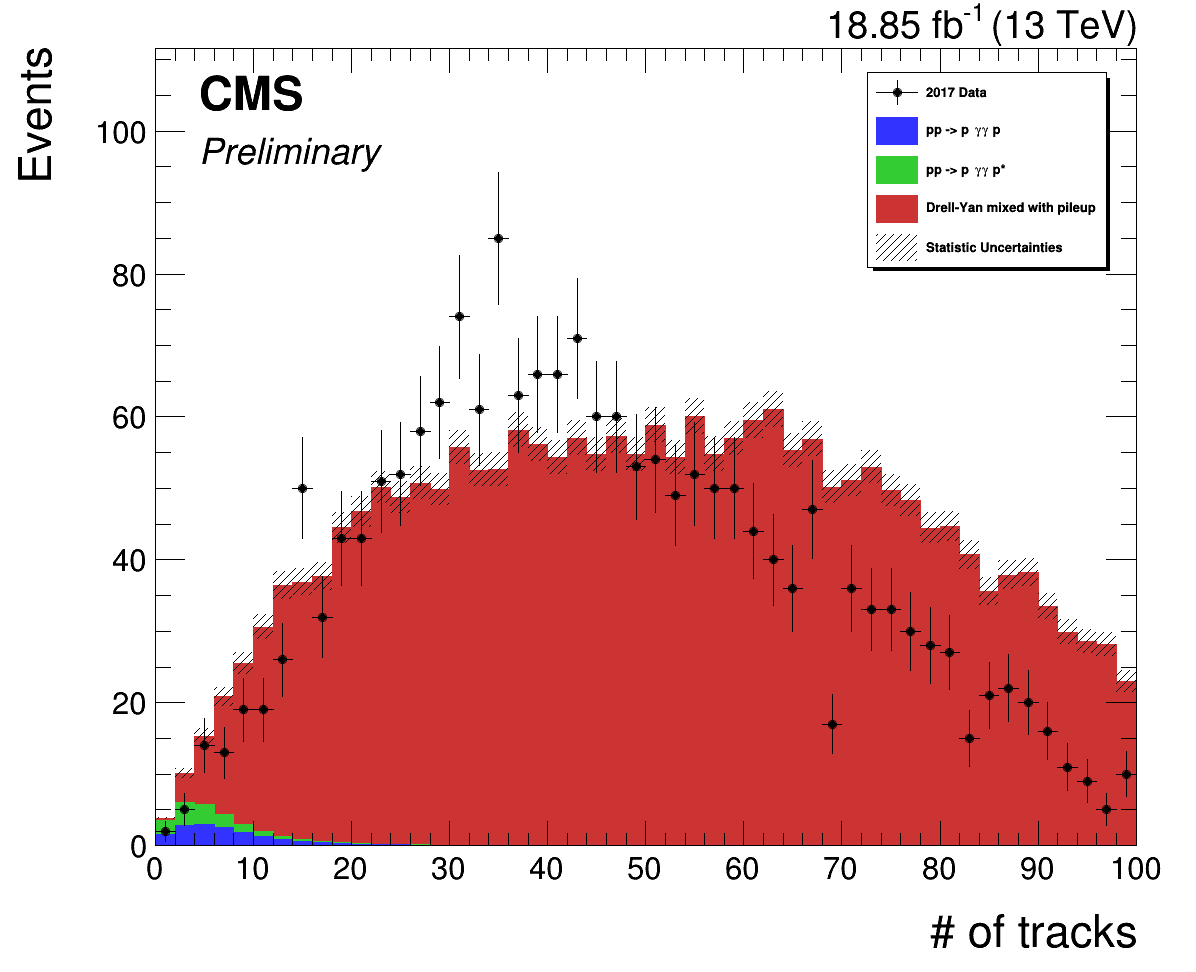 18.85 fb⁻¹ (13 TeV)
Events
CMS
Preliminary
2017 Data
pp -> p γγ p
pp -> p γγ p*
Drell-Yan mixed with pileup
Statistic Uncertainties
100
80
60
40
20
0
0 10 20 30 40 50 60 70 80 90 100
# of tracks